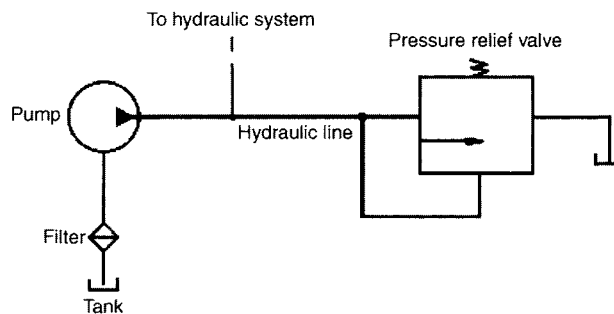 To hydraulic system
Pressure relief valve
Pump
Hydraulic line
Filter
Tank